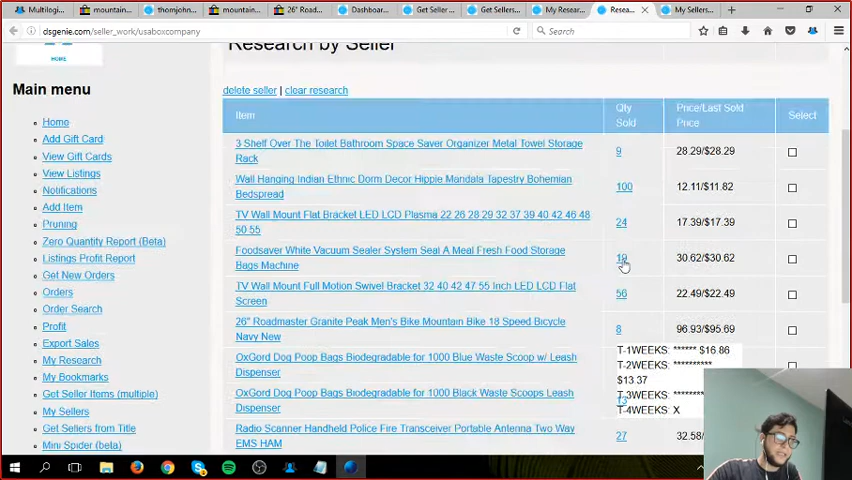 Multilogi
mountain
thomjohn
mountain
26" Road
Dashboa
Get Seller
Get Sellers
My Resear
Resea
My Sellers
dsgenie.com/seller_work/usaboxcompany
Search
HOME
Research by Seller
Main menu
delete seller | clear research
Home
Add Gift Card
View Gift Cards
View Listings
Notifications
Add Item
Pruning
Zero Quantity Report (Beta)
Listings Profit Report
Get New Orders
Orders
Order Search
Profit
Export Sales
My Research
My Bookmarks
Get Seller Items (multiple)
My Sellers
Get Sellers from Title
Mini Spider (beta)
Item
Qty Sold
Price/Last Sold Price
Select
3 Shelf Over The Toilet Bathroom Space Saver Organizer Metal Towel Storage
Rack
9
28.29/$28.29
Wall Hanging Indian Ethnic Dorm Decor Hippie Mandala Tapestry Bohemian
Bedspread
100
12.11/$11.82
TV Wall Mount Flat Bracket LED LCD Plasma 22 26 28 29 32 37 39 40 42 46 48
50 55
24
17.39/$17.39
Foodsaver White Vacuum Sealer System Seal A Meal Fresh Food Storage
Bags Machine
19
30.62/$30.62
TV Wall Mount Full Motion Swivel Bracket 32 40 42 47 55 Inch LED LCD Flat
Screen
56
22.49/$22.49
26" Roadmaster Granite Peak Men's Bike Mountain Bike 18 Speed Bicycle
Navy New
8
96.93/$95.69
OxGord Dog Poop Bags Biodegradable for 1000 Blue Waste Scoop w/ Leash
Dispenser
OxGord Dog Poop Bags Biodegradable for 1000 Black Waste Scoops Leash
Dispenser
13
T-1WEEKS: ****** $16.86
T-2WEEKS: **********
$13.37
T-3WEEKS: ********
T-4WEEKS: X
Radio Scanner Handheld Police Fire Transceiver Portable Antenna Two Way
EMS HAM
27
32.58/